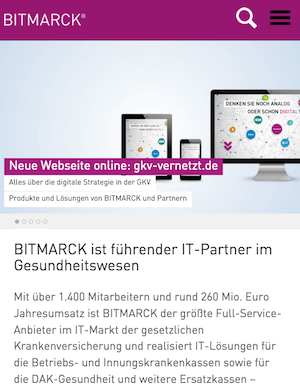 BITMARCK®
DENKEN SIE NOCH ANALOG
ODER SCHON DIGITAL?
Neue Webseite online: gkv-vernetzt.de
Alles über die digitale Strategie in der GKV
Produkte und Lösungen von BITMARCK und Partnern
BITMARCK ist führender IT-Partner im
Gesundheitswesen
Mit über 1.400 Mitarbeitern und rund 260 Mio. Euro
Jahresumsatz ist BITMARCK der größte Full-Service-
Anbieter im IT-Markt der gesetzlichen
Krankenversicherung und realisiert IT-Lösungen für
die Betriebs- und Innungskrankenkassen sowie für
die DAK-Gesundheit und weitere Ersatzkassen –